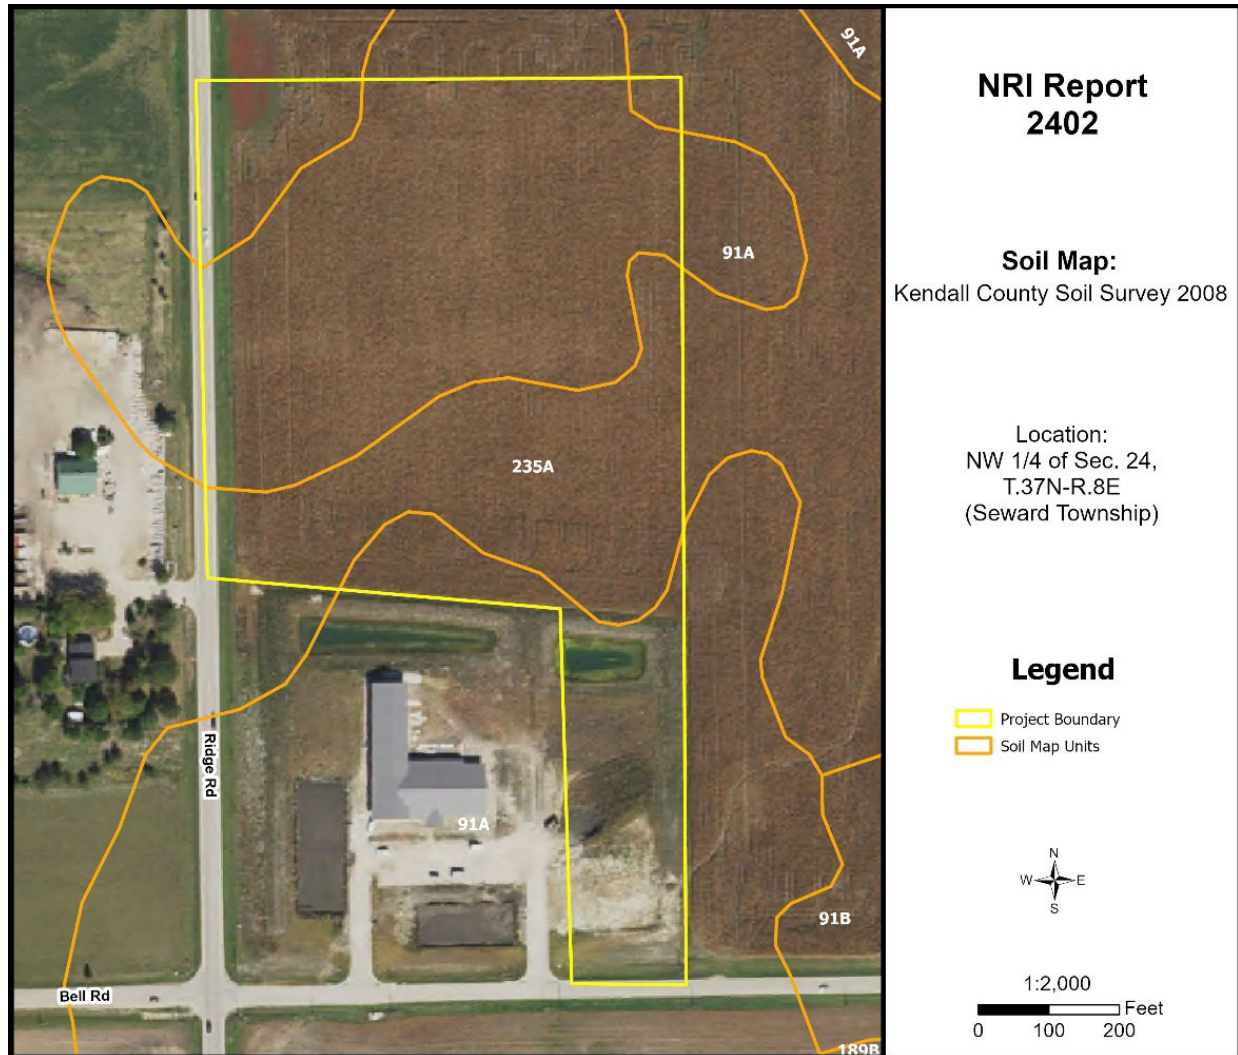 91A
91A
235A
Ridge Rd
91A
91B
Bell Rd
189B
NRI Report
2402
Soil Map:
Kendall County Soil Survey 2008
Location:
NW 1/4 of Sec. 24,
T.37N-R.8E
(Seward Township)
Legend
Project Boundary
Soil Map Units
N
W E
S
1:2,000
Feet
0 100 200